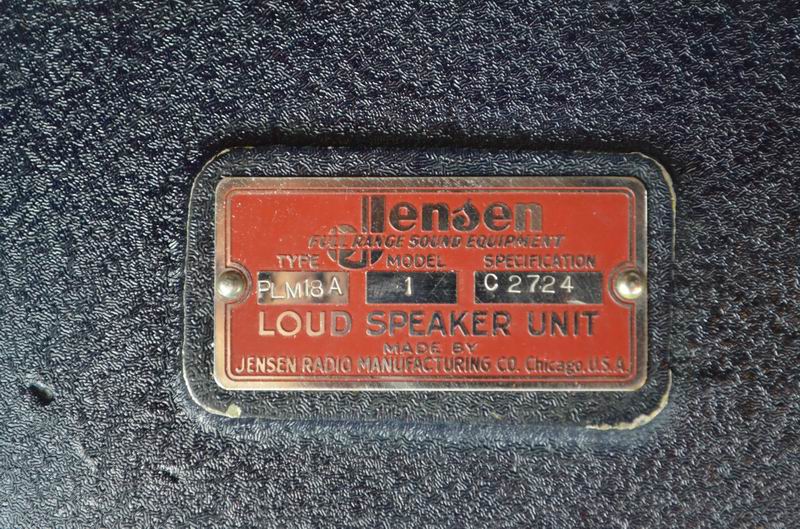 Jensen
FULL RANGE SOUND EQUIPMENT
TYPE MODEL SPECIFICATION
PLM18A 1 C2724
LOUD SPEAKER UNIT
MADE BY
JENSEN RADIO MANUFACTURING CO. Chicago, U.S.A.